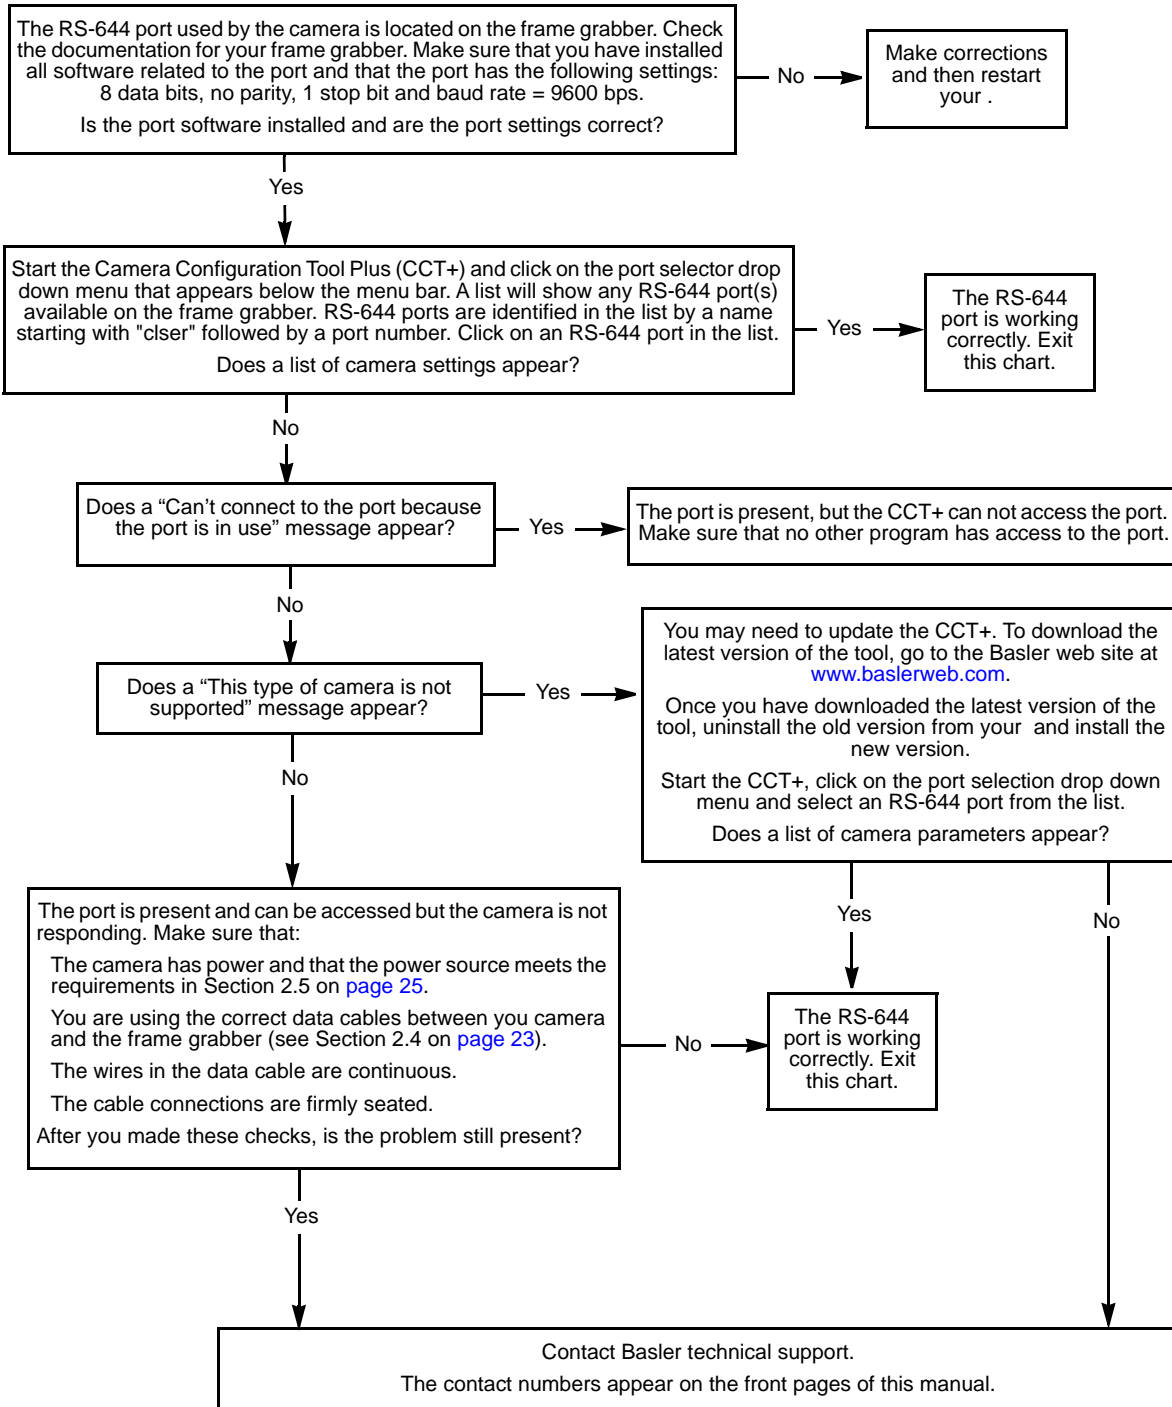 The RS-644 port used by the camera is located on the frame grabber. Check
the documentation for your frame grabber. Make sure that you have installed
all software related to the port and that the port has the following settings:
8 data bits, no parity, 1 stop bit and baud rate = 9600 bps.
Is the port software installed and are the port settings correct?
No
Make corrections
and then restart
your .
Yes
Start the Camera Configuration Tool Plus (CCT+) and click on the port selector drop
down menu that appears below the menu bar. A list will show any RS-644 port(s)
available on the frame grabber. RS-644 ports are identified in the list by a name
starting with "clser" followed by a port number. Click on an RS-644 port in the list.
Does a list of camera settings appear?
Yes
The RS-644
port is working
correctly. Exit
this chart.
No
Does a “Can’t connect to the port because
the port is in use” message appear?
Yes
The port is present, but the CCT+ can not access the port.
Make sure that no other program has access to the port.
No
Does a “This type of camera is not
supported” message appear?
Yes
You may need to update the CCT+. To download the
latest version of the tool, go to the Basler web site at
www.baslerweb.com.
Once you have downloaded the latest version of the
tool, uninstall the old version from your  and install the
new version.
Start the CCT+, click on the port selection drop down
menu and select an RS-644 port from the list.
Does a list of camera parameters appear?
No
Yes
No
The port is present and can be accessed but the camera is not
responding. Make sure that:
The camera has power and that the power source meets the
requirements in Section 2.5 on page 25.
You are using the correct data cables between you camera
and the frame grabber (see Section 2.4 on page 23).
The wires in the data cable are continuous.
The cable connections are firmly seated.
After you made these checks, is the problem still present?
No
The RS-644
port is working
correctly. Exit
this chart.
Yes
Contact Basler technical support.
The contact numbers appear on the front pages of this manual.